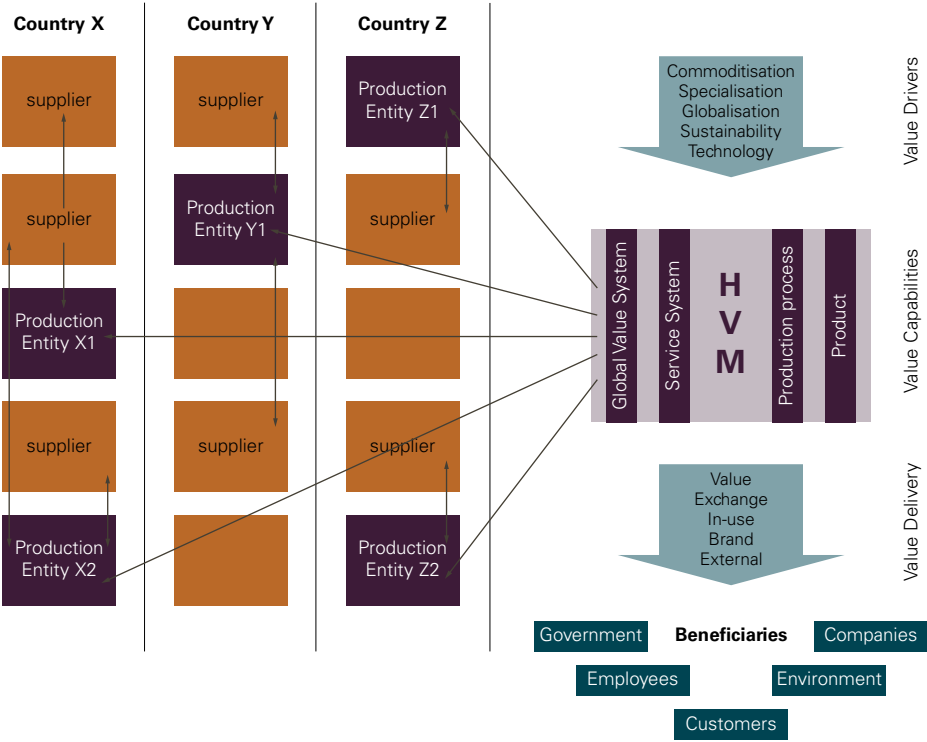 Country X
Country Y
Country Z
supplier
supplier
Production
Entity X1
supplier
Production
Entity X2
supplier
Production
Entity Y1
supplier
Production
Entity Z1
supplier
supplier
Production
Entity Z2
Commoditisation
Specialisation
Globalisation
Sustainability
Technology
Value Drivers
Global Value System
Service System
H
V
M
Production process
Product
Value Capabilities
Value
Exchange
In-use
Brand
External
Value Delivery
Government
Beneficiaries
Companies
Employees
Environment
Customers